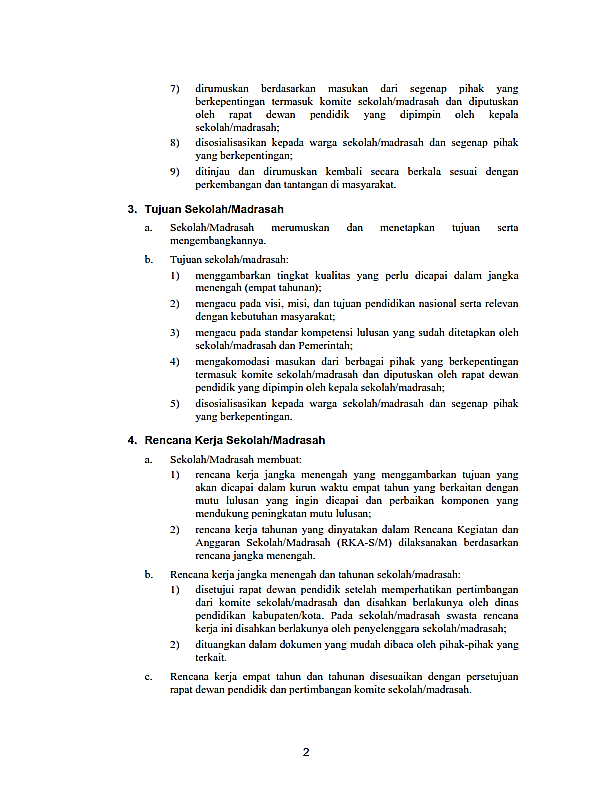 7) dirumuskan berdasarkan masukan dari segenap pihak yang
berkepentingan termasuk komite sekolah/madrasah dan diputuskan
oleh rapat dewan pendidik yang dipimpin oleh kepala
sekolah/madrasah;
8) disosialisasikan kepada warga sekolah/madrasah dan segenap pihak
yang berkepentingan;
9) ditinjau dan dirumuskan kembali secara berkala sesuai dengan
perkembangan dan tantangan di masyarakat.
3. Tujuan Sekolah/Madrasah
a. Sekolah/Madrasah merumuskan dan menetapkan tujuan serta
mengembangkannya.
b. Tujuan sekolah/madrasah:
1) menggambarkan tingkat kualitas yang perlu dicapai dalam jangka
menengah (empat tahunan);
2) mengacu pada visi, misi, dan tujuan pendidikan nasional serta relevan
dengan kebutuhan masyarakat;
3) mengacu pada standar kompetensi lulusan yang sudah ditetapkan oleh
sekolah/madrasah dan Pemerintah;
4) mengakomodasi masukan dari berbagai pihak yang berkepentingan
termasuk komite sekolah/madrasah dan diputuskan oleh rapat dewan
pendidik yang dipimpin oleh kepala sekolah/madrasah;
5) disosialisasikan kepada warga sekolah/madrasah dan segenap pihak
yang berkepentingan.
4. Rencana Kerja Sekolah/Madrasah
a. Sekolah/Madrasah membuat:
1) rencana kerja jangka menengah yang menggambarkan tujuan yang
akan dicapai dalam kurun waktu empat tahun yang berkaitan dengan
mutu lulusan yang ingin dicapai dan perbaikan komponen yang
mendukung peningkatan mutu lulusan;
2) rencana kerja tahunan yang dinyatakan dalam Rencana Kegiatan dan
Anggaran Sekolah/Madrasah (RKA-S/M) dilaksanakan berdasarkan
rencana jangka menengah.
b. Rencana kerja jangka menengah dan tahunan sekolah/madrasah:
1) disetujui rapat dewan pendidik setelah memperhatikan pertimbangan
dari komite sekolah/madrasah dan disahkan berlakunya oleh dinas
pendidikan kabupaten/kota. Pada sekolah/madrasah swasta rencana
kerja ini disahkan berlakunya oleh penyelenggara sekolah/madrasah;
2) dituangkan dalam dokumen yang mudah dibaca oleh pihak-pihak yang
terkait.
c. Rencana kerja empat tahun dan tahunan disesuaikan dengan persetujuan
rapat dewan pendidik dan pertimbangan komite sekolah/madrasah.
2